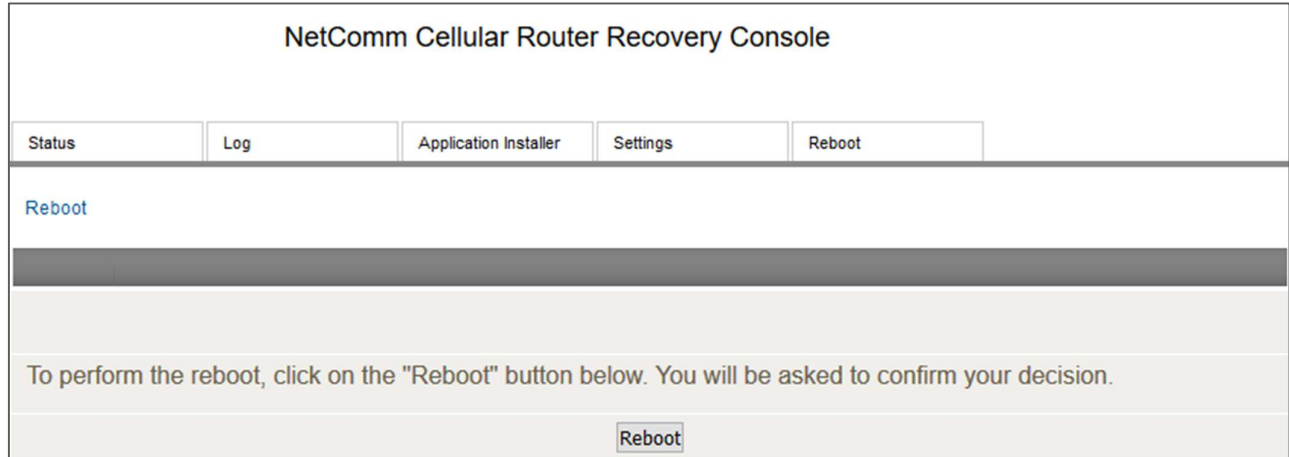 NetComm Cellular Router Recovery Console
Status Log Application Installer Settings Reboot
Reboot
To perform the reboot, click on the "Reboot" button below. You will be asked to confirm your decision.
Reboot